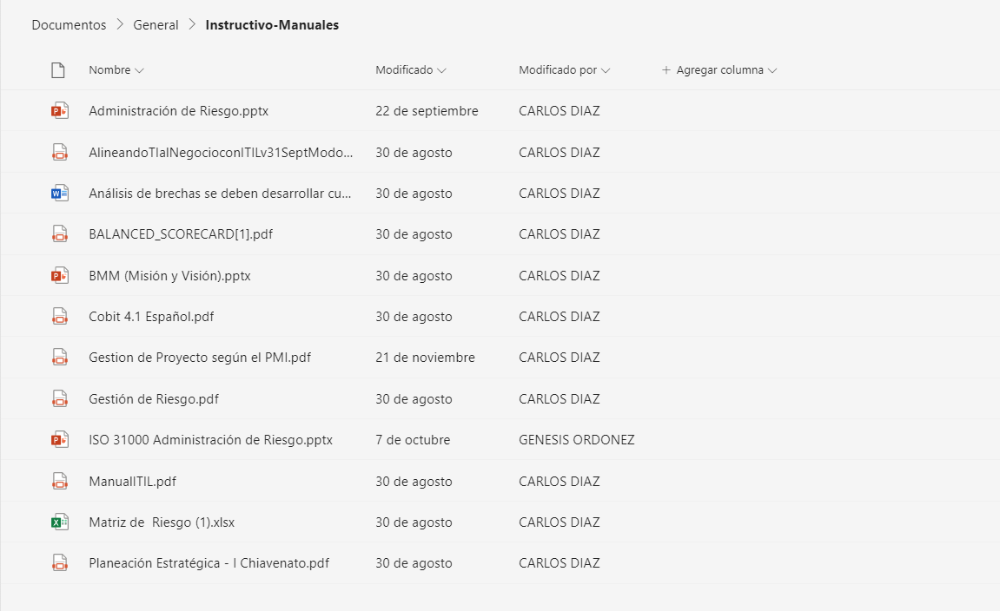 Documentos > General > Instructivo-Manuales
Nombre Modificado Modificado por + Agregar columna
Administración de Riesgo.pptx 22 de septiembre CARLOS DIAZ
AlineandoTIalNegocioconITILv31SeptModo... 30 de agosto CARLOS DIAZ
Análisis de brechas se deben desarrollar cu... 30 de agosto CARLOS DIAZ
BALANCED_SCORECARD[1].pdf 30 de agosto CARLOS DIAZ
BMM (Misión y Visión).pptx 30 de agosto CARLOS DIAZ
Cobit 4.1 Español.pdf 30 de agosto CARLOS DIAZ
Gestion de Proyecto según el PMI.pdf 21 de noviembre CARLOS DIAZ
Gestión de Riesgo.pdf 30 de agosto CARLOS DIAZ
ISO 31000 Administración de Riesgo.pptx 7 de octubre GENESIS ORDONEZ
ManualITIL.pdf 30 de agosto CARLOS DIAZ
Matriz de  Riesgo (1).xlsx 30 de agosto CARLOS DIAZ
Planeación Estratégica - I Chiavenato.pdf 30 de agosto CARLOS DIAZ